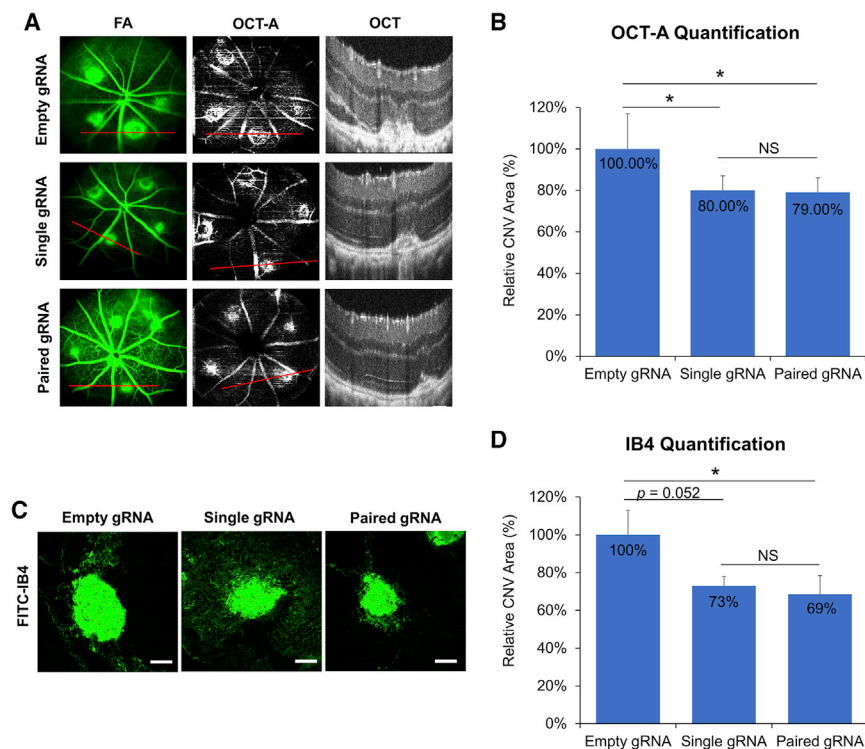 A
FA
OCT-A
OCT
Empty gRNA
Single gRNA
Paired gRNA
B
OCT-A Quantification
*
*
NS
Relative CNV Area (%)
120%
100%
80%
60%
40%
20%
0%
100.00%
80.00%
79.00%
Empty gRNA Single gRNA Paired gRNA
C
Empty gRNA
Single gRNA
Paired gRNA
FITC-IB4
D
IB4 Quantification
*
p = 0.052
NS
Relative CNV Area (%)
120%
100%
80%
60%
40%
20%
0%
100%
73%
69%
Empty gRNA Single gRNA Paired gRNA